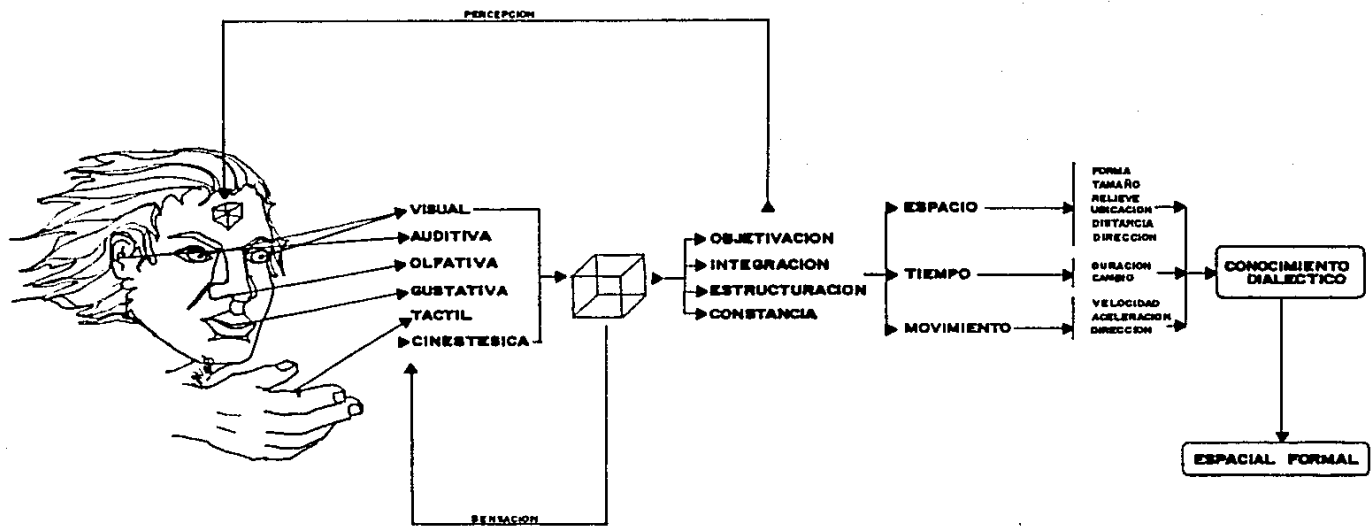 PERCEPCION
VISUAL
AUDITIVA
OLFATIVA
GUSTATIVA
TACTIL
CINESTESICA
OBJETIVACION
INTEGRACION
ESTRUCTURACION
CONSTANCIA
ESPACIO
TIEMPO
MOVIMIENTO
FORMA
TAMAÑO
RELIEVE
UBICACION
DISTANCIA
DIRECCION
DURACION
CAMBIO
VELOCIDAD
ACELERACION
DIRECCION
CONOCIMIENTO
DIALECTICO
ESPACIAL FORMAL
SENSACION